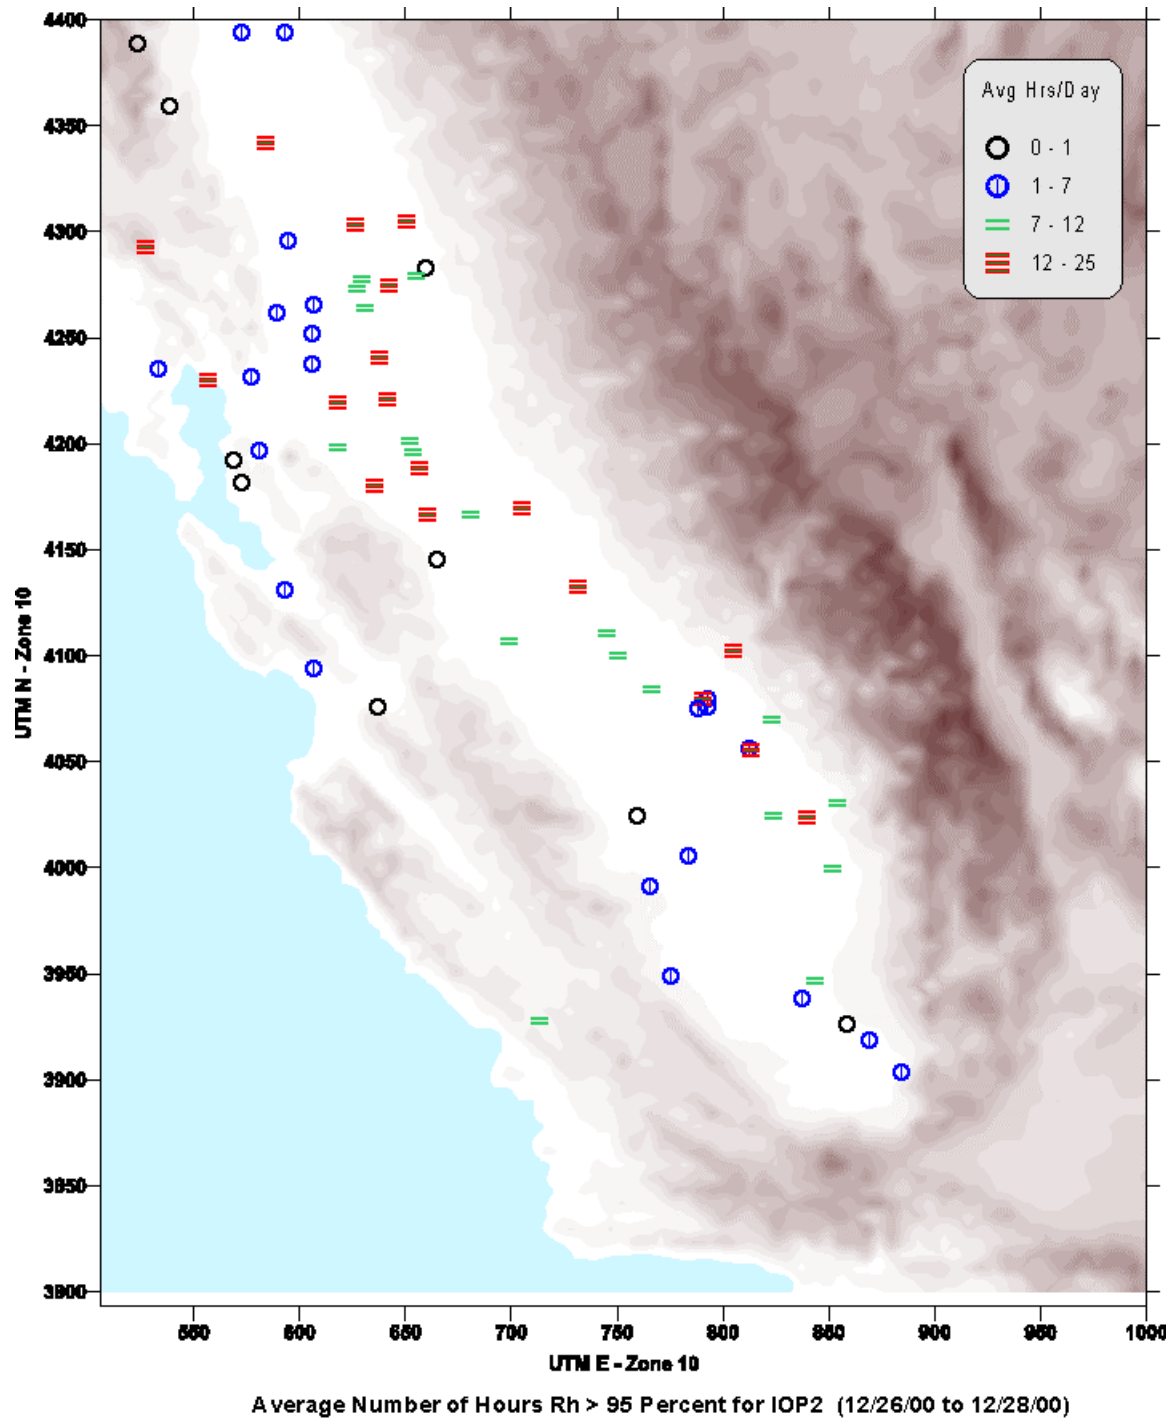 4400
4350
4300
4250
4200
4150
4100
4050
4000
3950
3900
3850
3800
UTM N - Zone 10
Avg Hrs/Day
0 - 1
1 - 7
7 - 12
12 - 25
550 600 650 700 750 800 850 900 950 1000
UTM E - Zone 10
Average Number of Hours Rh > 95 Percent for IOP2 (12/26/00 to 12/28/00)